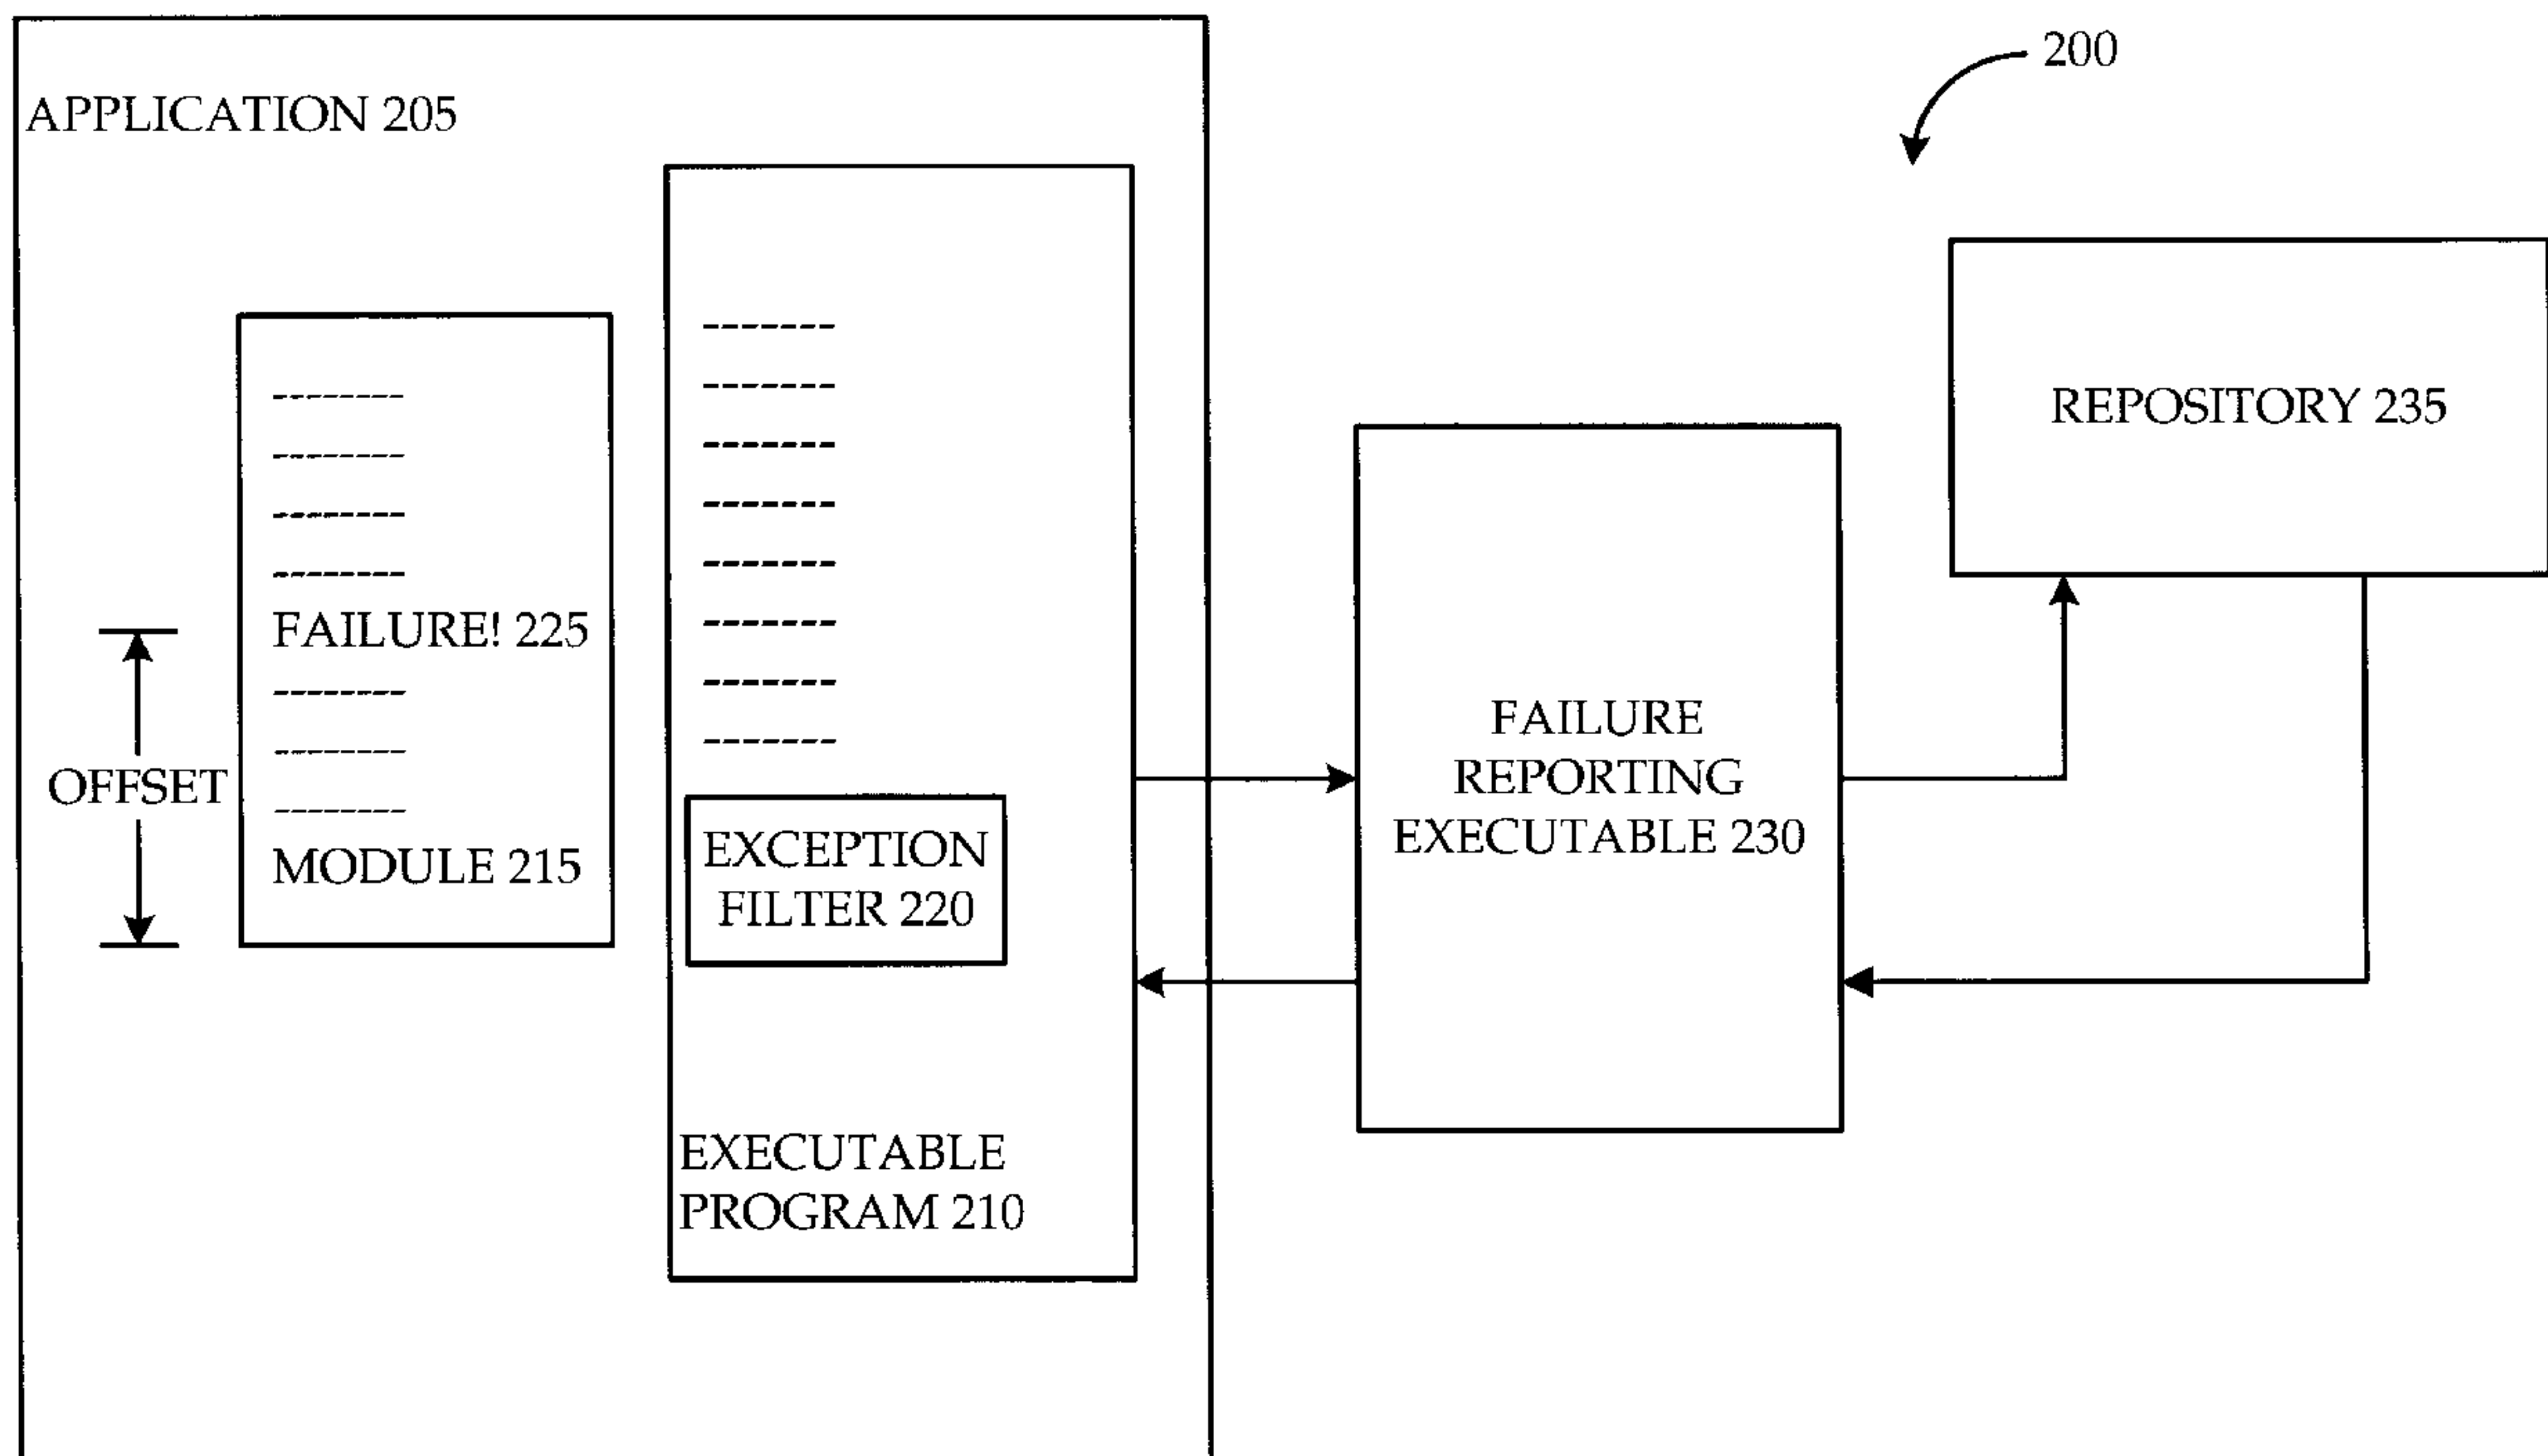 200
APPLICATION 205
REPOSITORY 235
FAILURE! 225
OFFSET
MODULE 215
EXCEPTION
FILTER 220
EXECUTABLE
PROGRAM 210
FAILURE
REPORTING
EXECUTABLE 230